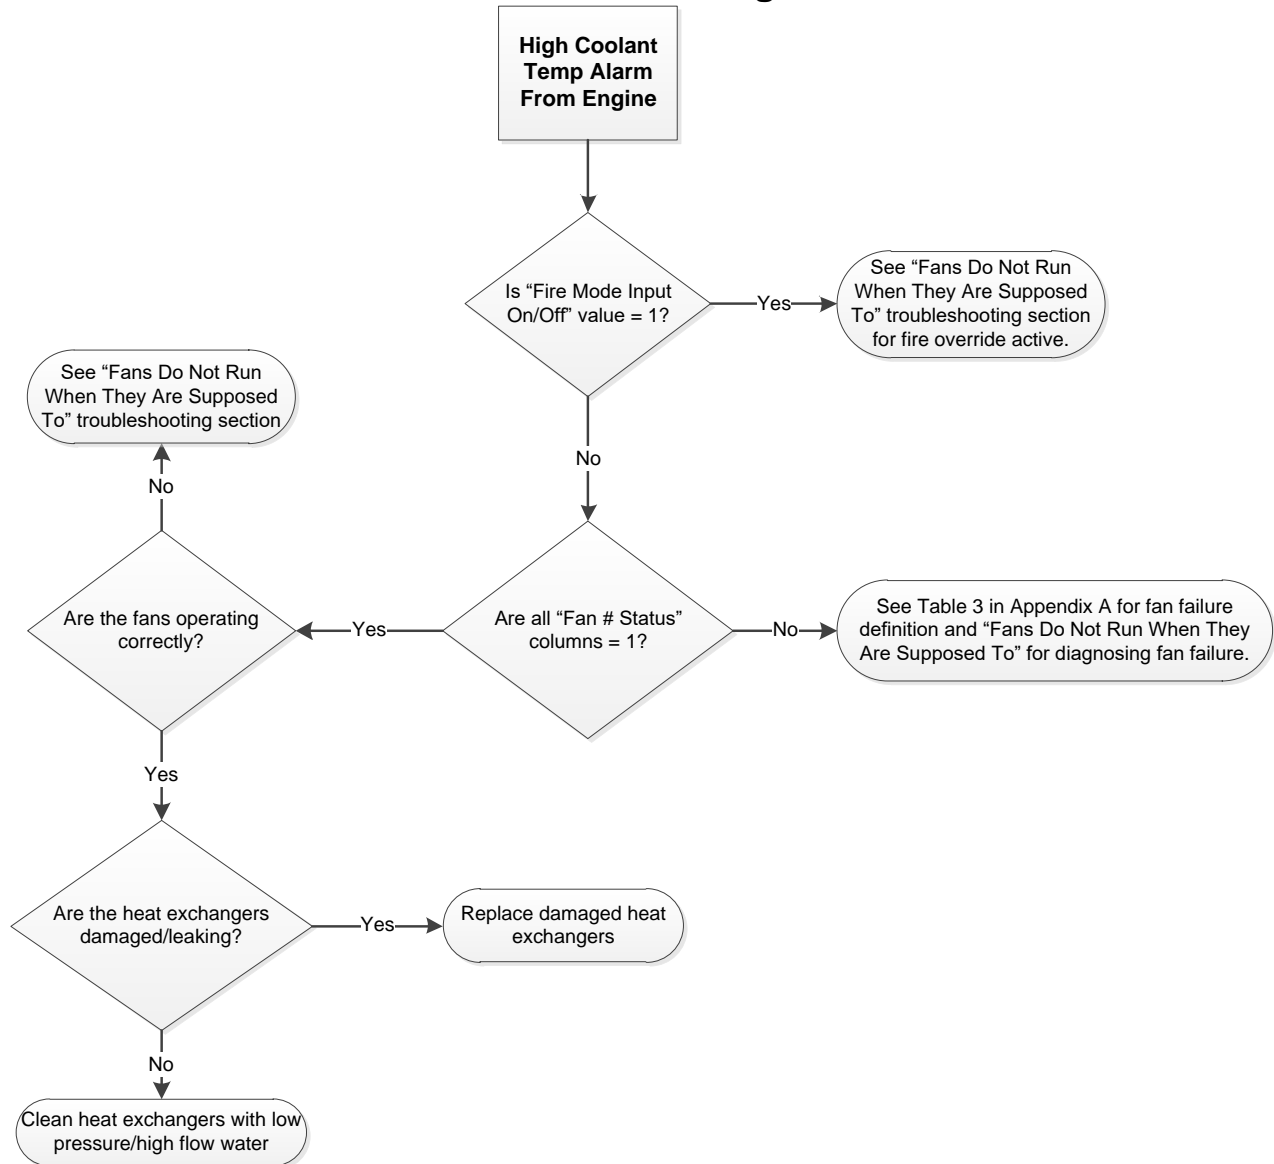 High Coolant
Temp Alarm
From Engine
Is “Fire Mode Input
On/Off” value = 1?
Yes
See “Fans Do Not Run
When They Are Supposed
To” troubleshooting section
for fire override active.
No
Are all “Fan # Status”
columns = 1?
No
See Table 3 in Appendix A for fan failure
definition and “Fans Do Not Run When They
Are Supposed To” for diagnosing fan failure.
Yes
Are the fans operating
correctly?
No
See “Fans Do Not Run
When They Are Supposed
To” troubleshooting section
Yes
Are the heat exchangers
damaged/leaking?
Yes
Replace damaged heat
exchangers
No
Clean heat exchangers with low
pressure/high flow water